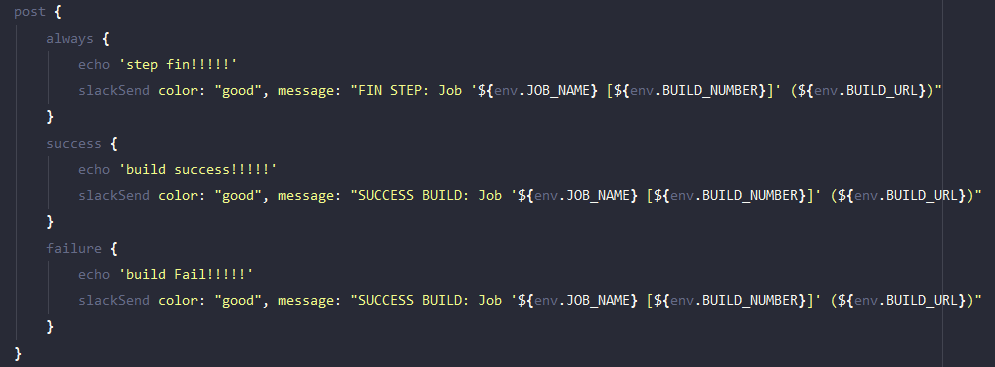 post {
    always {
        echo 'step fin!!!!!'
        slackSend color: "good", message: "FIN STEP: Job '${env.JOB_NAME} [${env.BUILD_NUMBER}]' (${env.BUILD_URL})"
    }
    success {
        echo 'build success!!!!!'
        slackSend color: "good", message: "SUCCESS BUILD: Job '${env.JOB_NAME} [${env.BUILD_NUMBER}]' (${env.BUILD_URL})"
    }
    failure {
        echo 'build Fail!!!!!'
        slackSend color: "good", message: "SUCCESS BUILD: Job '${env.JOB_NAME} [${env.BUILD_NUMBER}]' (${env.BUILD_URL})"
    }
}